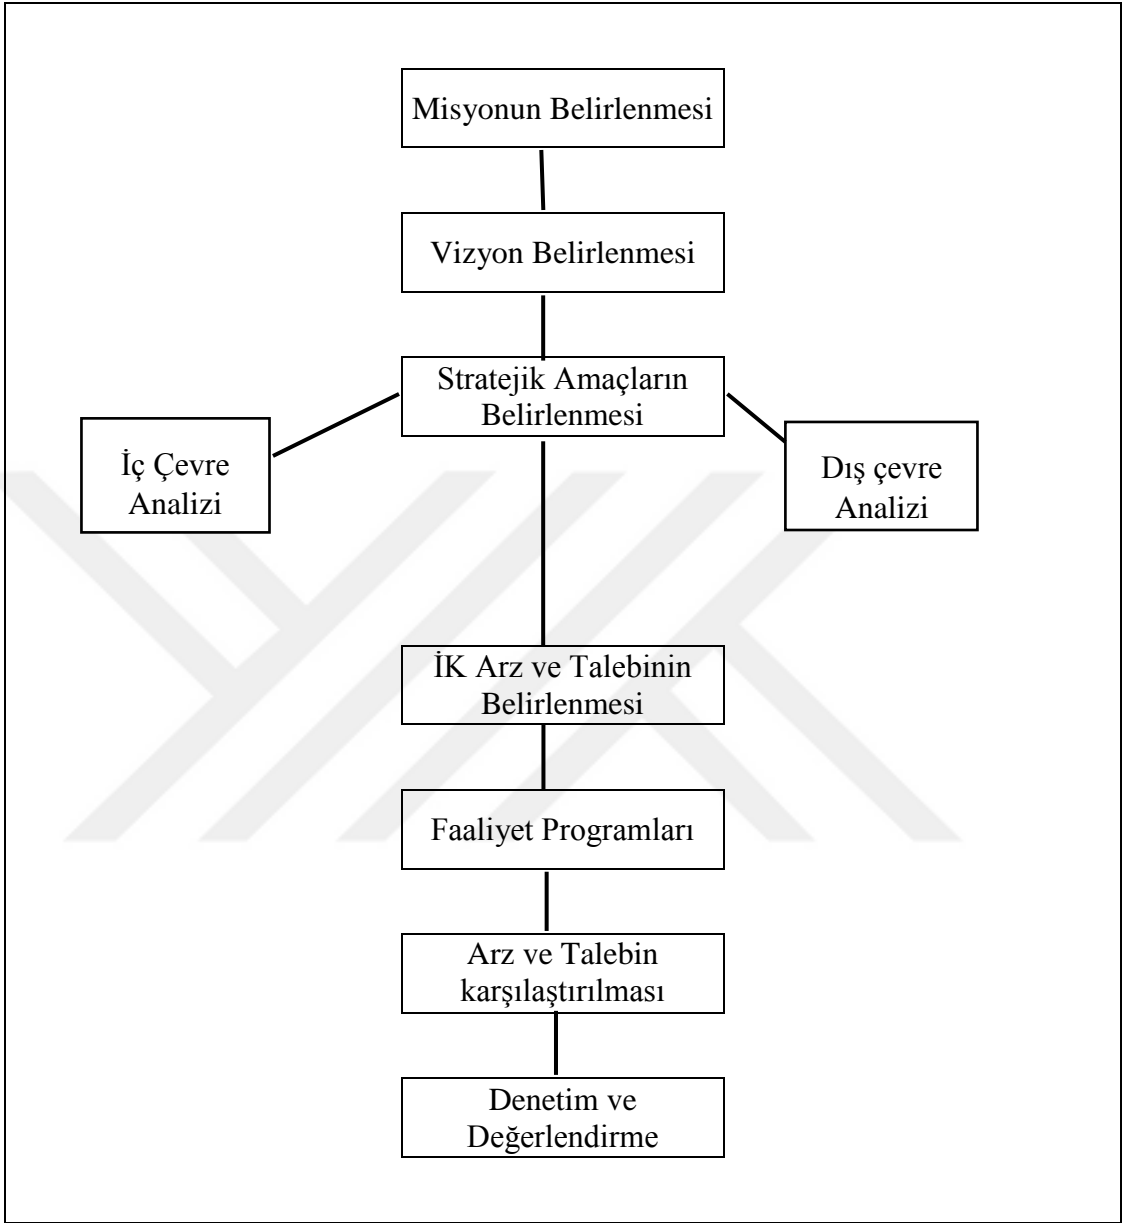 Misyonun Belirlenmesi
Vizyon Belirlenmesi
Stratejik Amaçların
Belirlenmesi
İç Çevre
Analizi
Dış çevre
Analizi
İK Arz ve Talebinin
Belirlenmesi
Faaliyet Programları
Arz ve Talebin
karşılaştırılması
Denetim ve
Değerlendirme